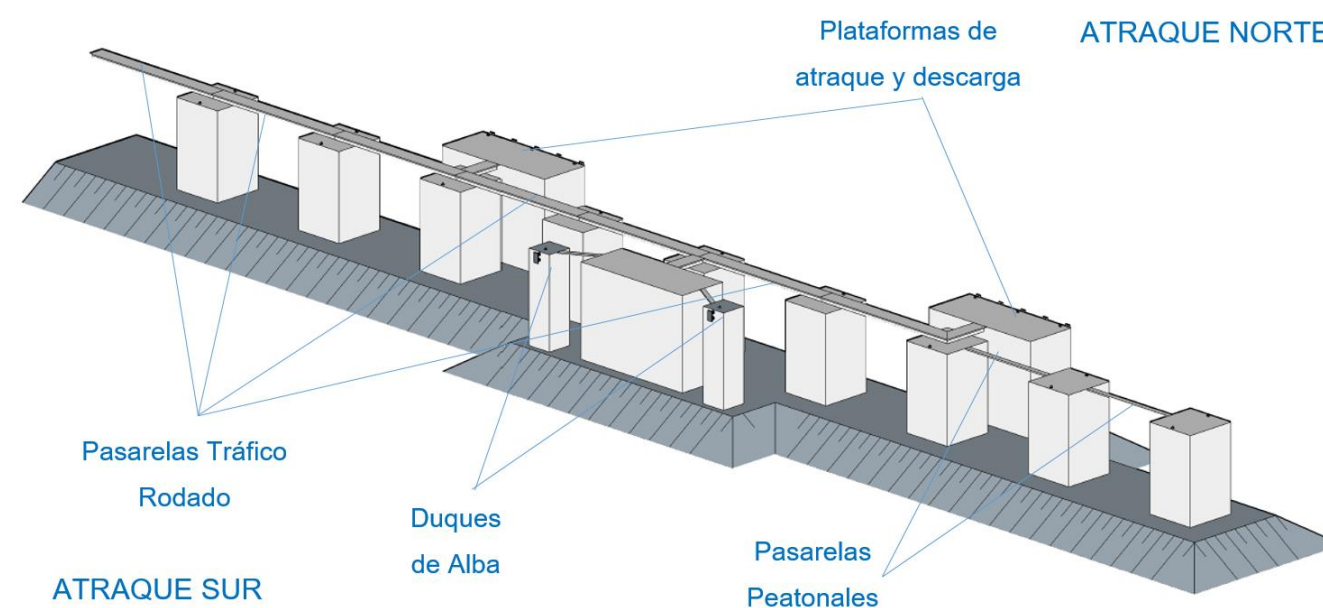 Plataformas de
atraque y descarga
ATRAQUE NORTE
Pasarelas Tráfico
Rodado
Duques
de Alba
Pasarelas
Peatonales
ATRAQUE SUR